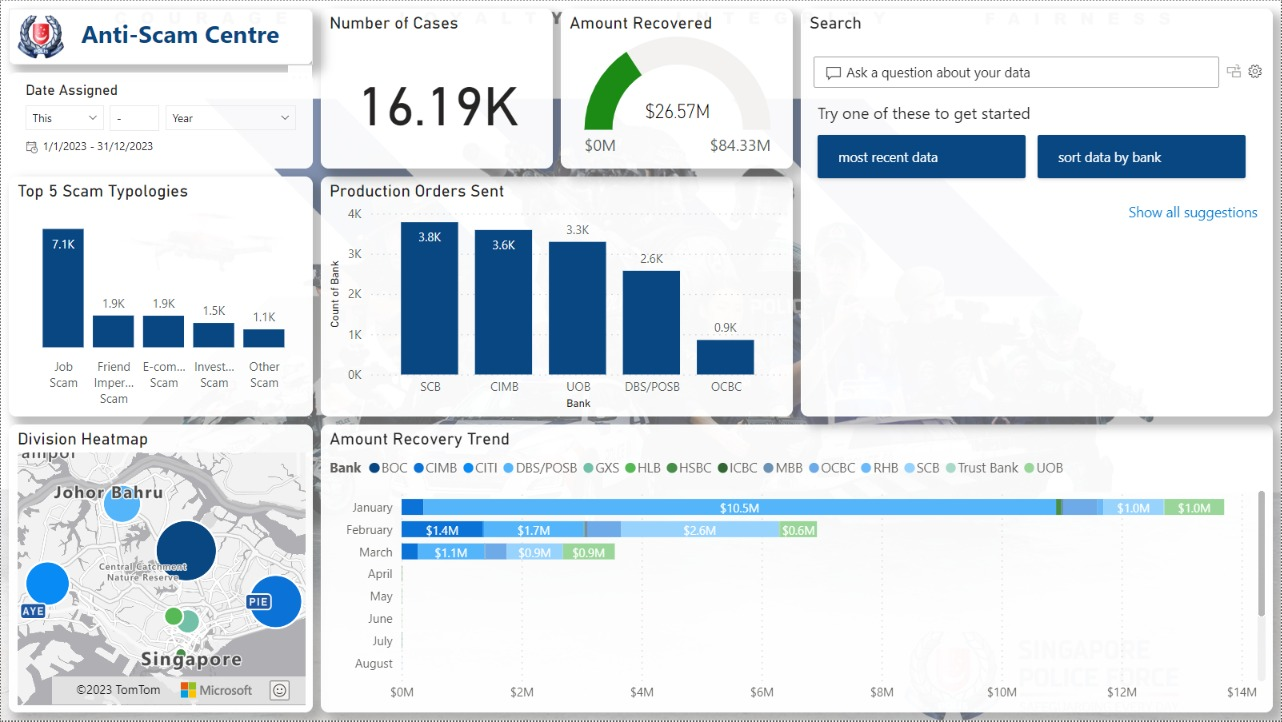 COURAGE LOYALTY INTEGRITY FAIRNESS
Anti-Scam Centre
Date Assigned
This
-
Year
1/1/2023 - 31/12/2023
Number of Cases
16.19K
Amount Recovered
$26.57M
$0M
$84.33M
Search
Ask a question about your data
Try one of these to get started
most recent data
sort data by bank
Show all suggestions
Top 5 Scam Typologies
7.1K
1.9K
1.9K
1.5K
1.1K
Job
Scam
Friend
Imper...
Scam
E-com...
Scam
Invest...
Scam
Other
Scam
Production Orders Sent
Count of Bank
4K
3K
2K
1K
0K
3.8K
3.6K
3.3K
2.6K
0.9K
SCB
CIMB
UOB
DBS/POSB
OCBC
Bank
Division Heatmap
Johor Bahru
Central Catchment
Nature Reserve
AYE
PIE
Singapore
©2023 TomTom
Microsoft
Amount Recovery Trend
Bank BOC CIMB CITI DBS/POSB GXS HLB HSBC ICBC MBB OCBC RHB SCB Trust Bank UOB
January $10.5M $1.0M $1.0M
February $1.4M $1.7M $2.6M $0.6M
March $1.1M $0.9M $0.9M
April
May
June
July
August
$0M $2M $4M $6M $8M $10M $12M $14M
SINGAPORE
POLICE FORCE